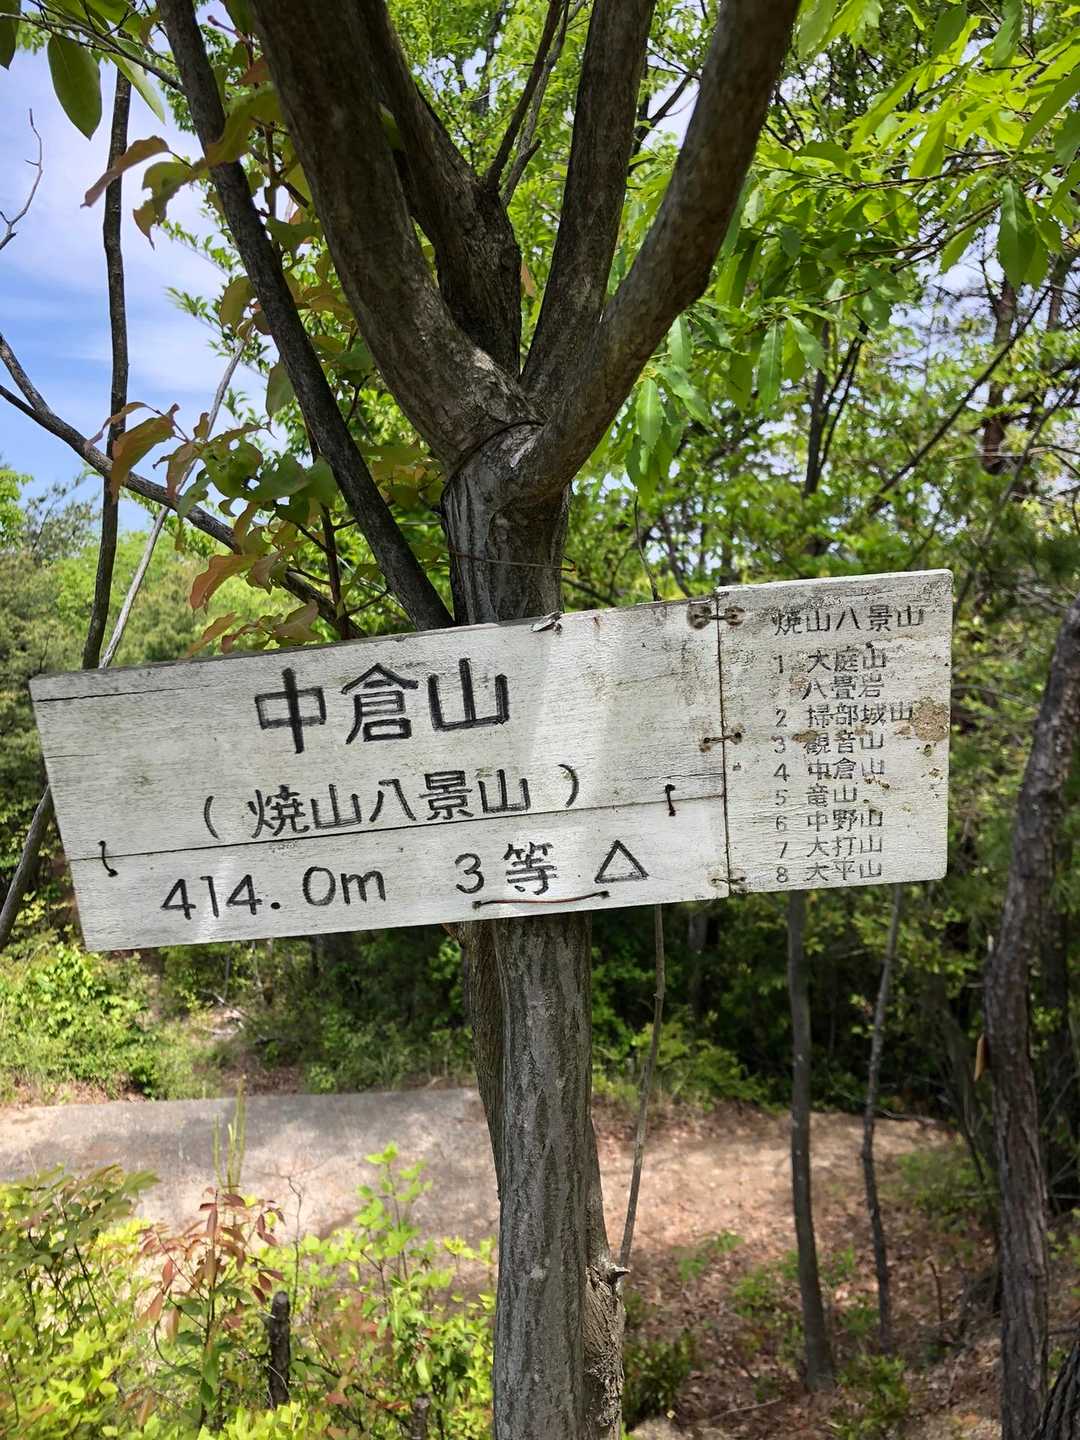 中倉山
(焼山八景山)
414.0m 3等△
焼山八景山
1 大庭山
八畳岩
2 掃部城山
3 観音山
4 中倉山
5 竜山
6 中野山
7 大打山
8 大平山